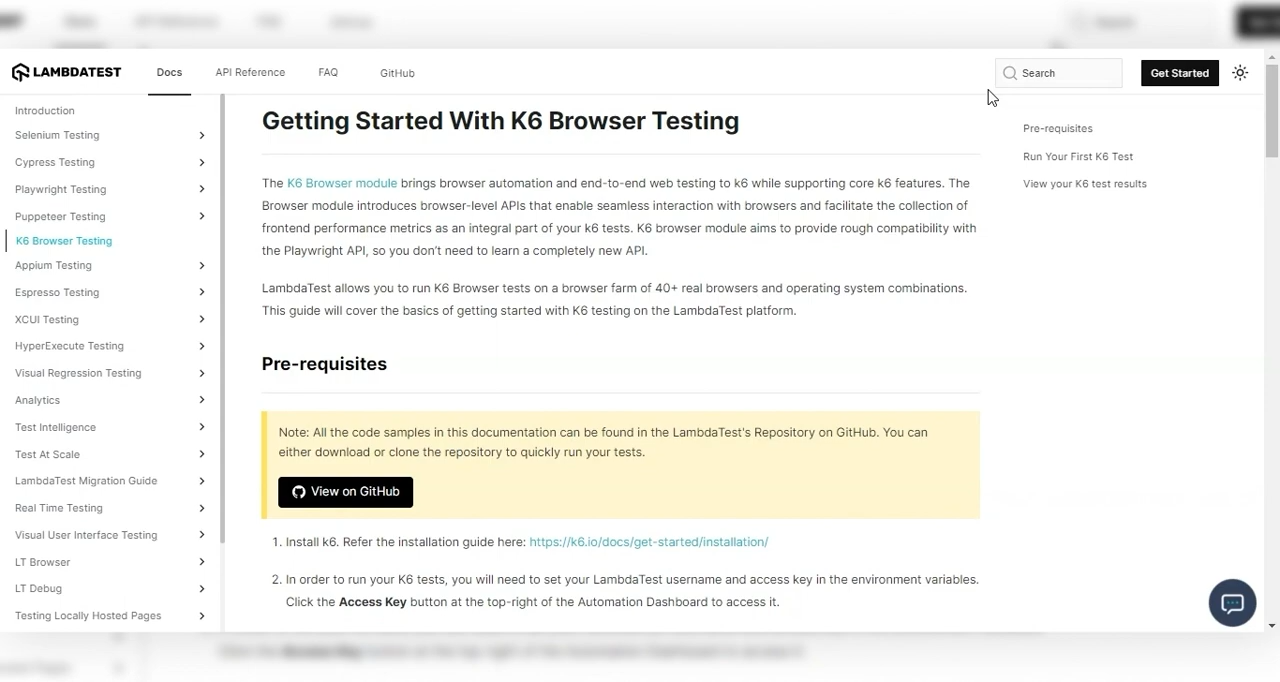 LAMBDATEST
Docs
API Reference
FAQ
GitHub
Search
Get Started
Introduction
Selenium Testing
Cypress Testing
Playwright Testing
Puppeteer Testing
K6 Browser Testing
Appium Testing
Espresso Testing
XCUI Testing
HyperExecute Testing
Visual Regression Testing
Analytics
Test Intelligence
Test At Scale
LambdaTest Migration Guide
Real Time Testing
Visual User Interface Testing
LT Browser
LT Debug
Testing Locally Hosted Pages
Getting Started With K6 Browser Testing
The K6 Browser module brings browser automation and end-to-end web testing to k6 while supporting core k6 features. The
Browser module introduces browser-level APIs that enable seamless interaction with browsers and facilitate the collection of
frontend performance metrics as an integral part of your k6 tests. K6 browser module aims to provide rough compatibility with
the Playwright API, so you don't need to learn a completely new API.
LambdaTest allows you to run K6 Browser tests on a browser farm of 40+ real browsers and operating system combinations.
This guide will cover the basics of getting started with K6 testing on the LambdaTest platform.
Pre-requisites
Note: All the code samples in this documentation can be found in the LambdaTest's Repository on GitHub. You can
either download or clone the repository to quickly run your tests.
View on GitHub
1. Install k6. Refer the installation guide here: https://k6.io/docs/get-started/installation/
2. In order to run your K6 tests, you will need to set your LambdaTest username and access key in the environment variables.
Click the Access Key button at the top-right of the Automation Dashboard to access it.
Pre-requisites
Run Your First K6 Test
View your K6 test results